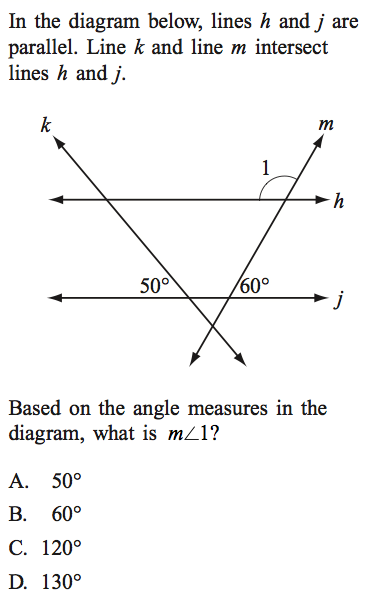 In the diagram below, lines h and j are
parallel. Line k and line m intersect
lines h and j.
k
m
1
h
50°
60°
j
Based on the angle measures in the
diagram, what is m∠1?
A. 50°
B. 60°
C. 120°
D. 130°